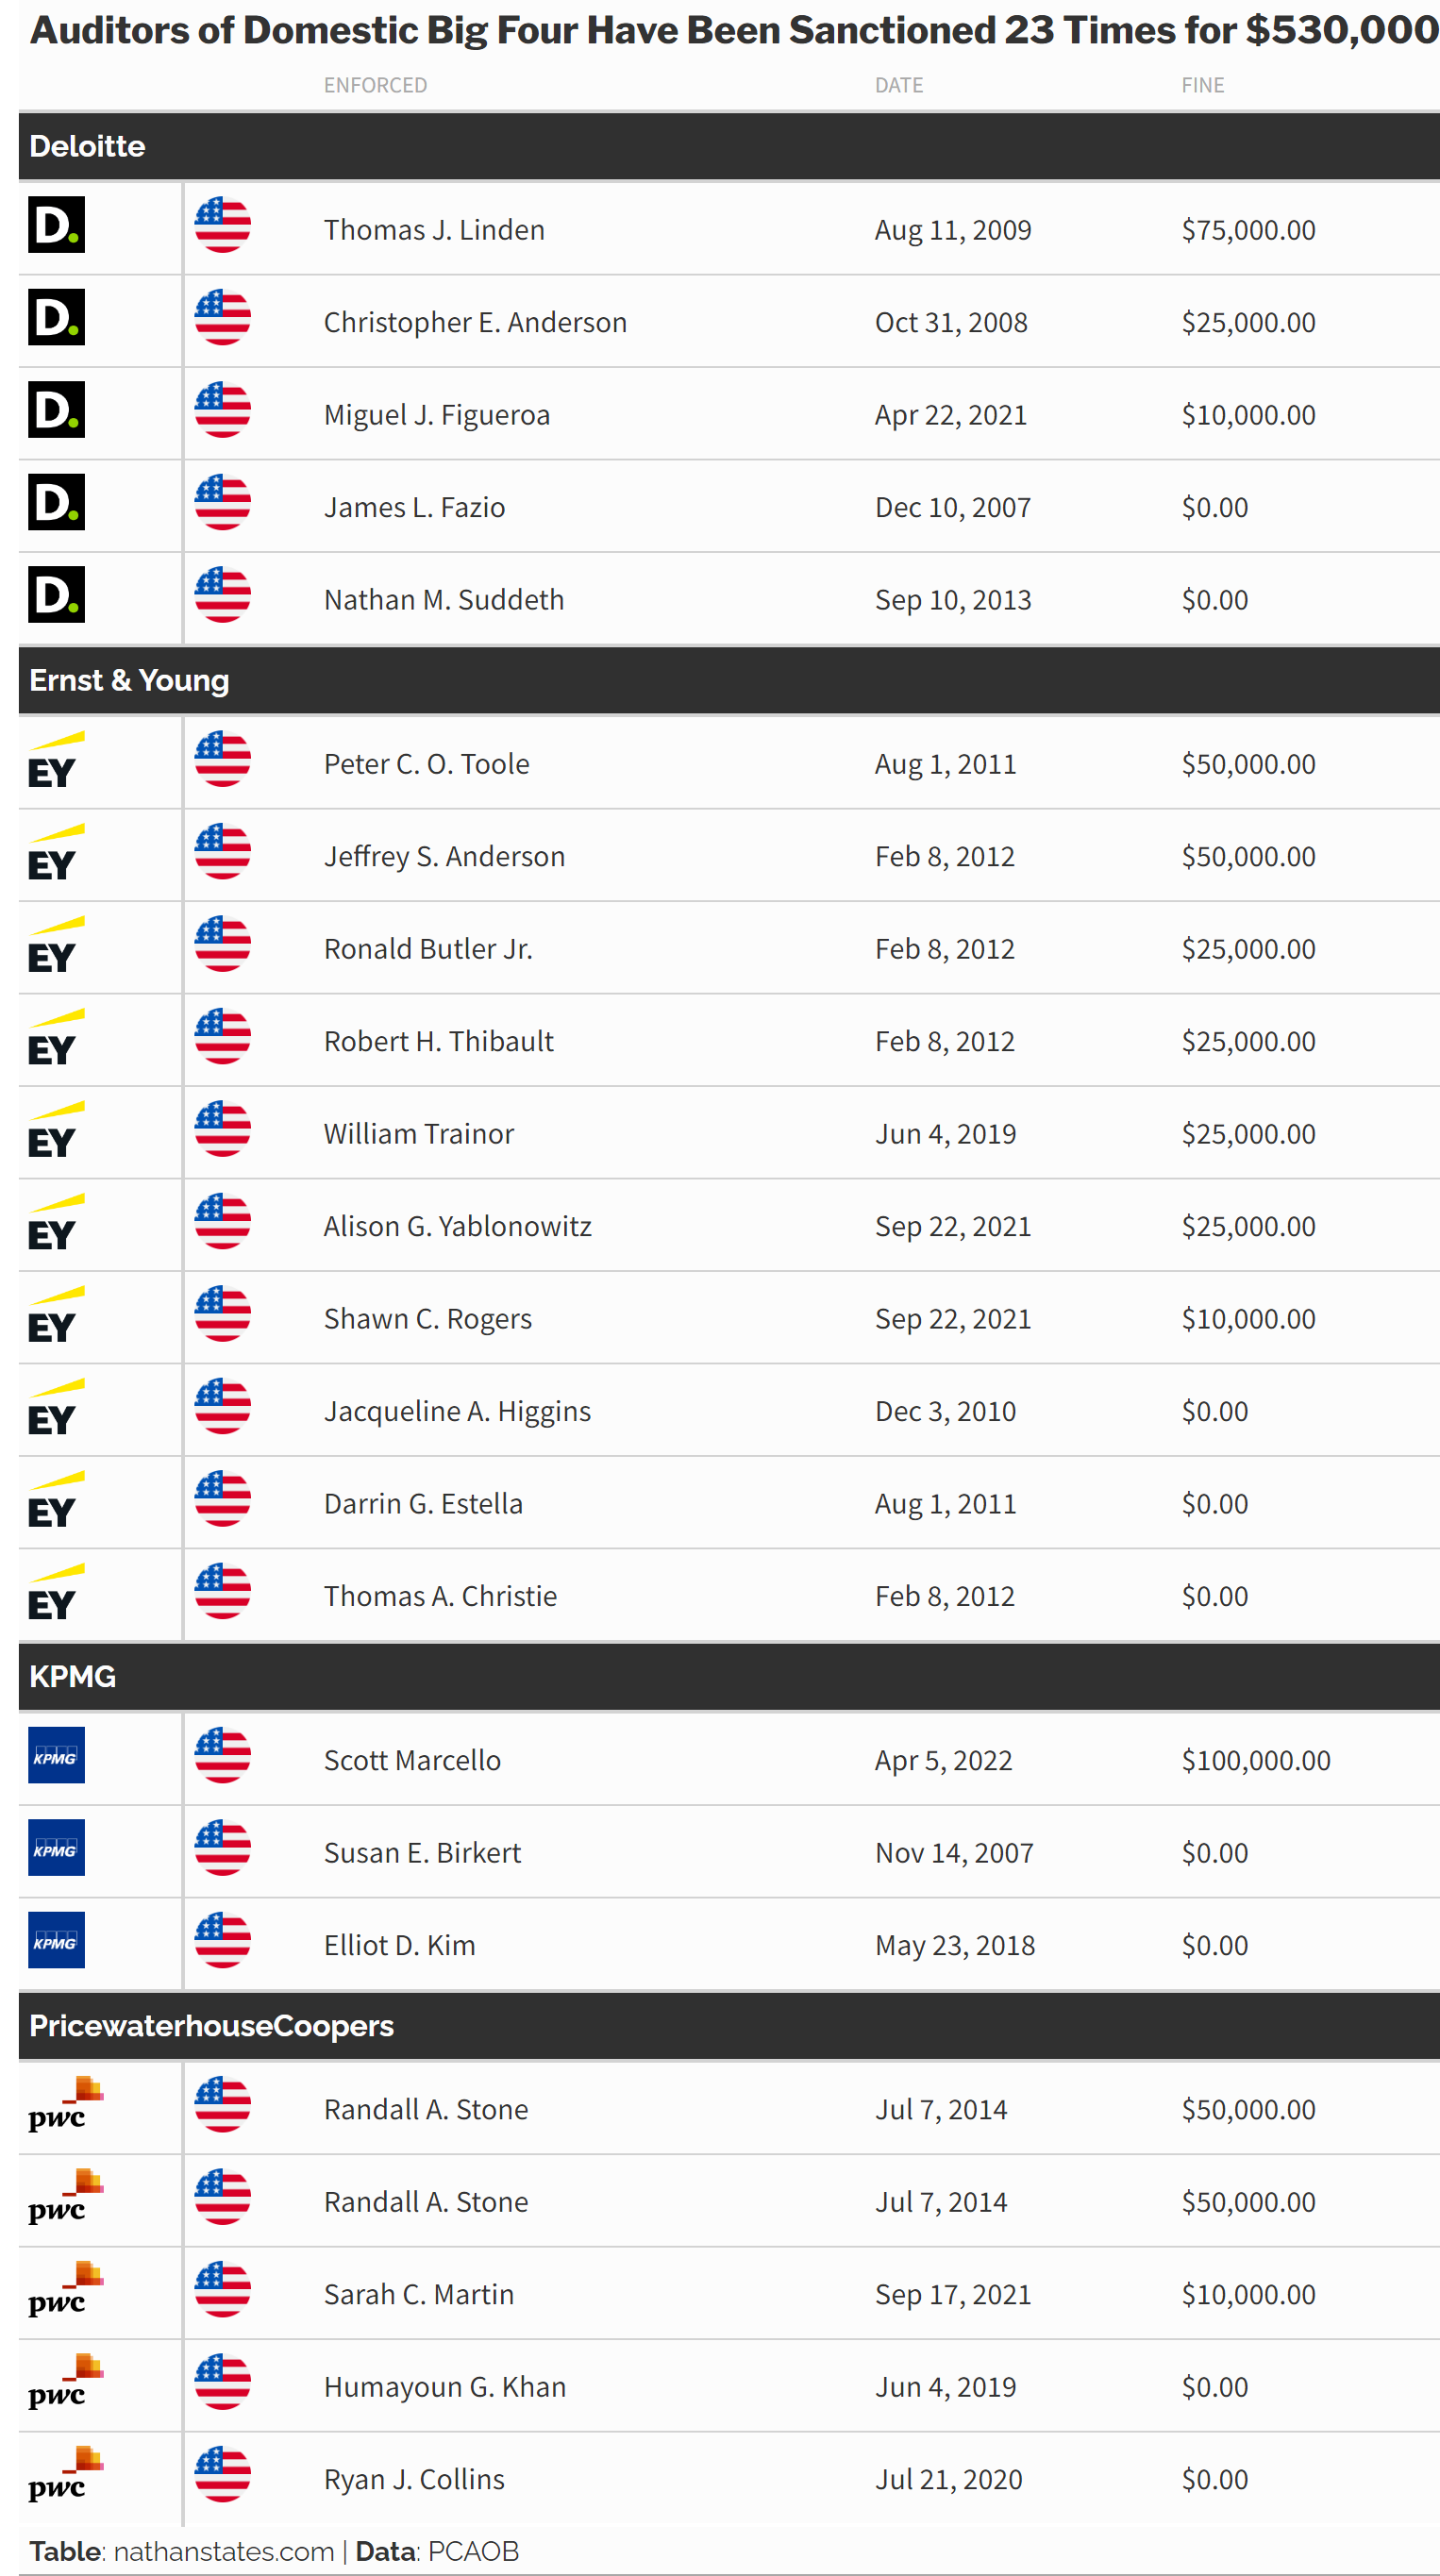 Auditors of Domestic Big Four Have Been Sanctioned 23 Times for $530,000
ENFORCED DATE FINE
Deloitte
D. Thomas J. Linden Aug 11, 2009 $75,000.00
D. Christopher E. Anderson Oct 31, 2008 $25,000.00
D. Miguel J. Figueroa Apr 22, 2021 $10,000.00
D. James L. Fazio Dec 10, 2007 $0.00
D. Nathan M. Suddeth Sep 10, 2013 $0.00
Ernst & Young
EY Peter C. O. Toole Aug 1, 2011 $50,000.00
EY Jeffrey S. Anderson Feb 8, 2012 $50,000.00
EY Ronald Butler Jr. Feb 8, 2012 $25,000.00
EY Robert H. Thibault Feb 8, 2012 $25,000.00
EY William Trainor Jun 4, 2019 $25,000.00
EY Alison G. Yablonowitz Sep 22, 2021 $25,000.00
EY Shawn C. Rogers Sep 22, 2021 $10,000.00
EY Jacqueline A. Higgins Dec 3, 2010 $0.00
EY Darrin G. Estella Aug 1, 2011 $0.00
EY Thomas A. Christie Feb 8, 2012 $0.00
KPMG
KPMG Scott Marcello Apr 5, 2022 $100,000.00
KPMG Susan E. Birkert Nov 14, 2007 $0.00
KPMG Elliot D. Kim May 23, 2018 $0.00
PricewaterhouseCoopers
pwc Randall A. Stone Jul 7, 2014 $50,000.00
pwc Randall A. Stone Jul 7, 2014 $50,000.00
pwc Sarah C. Martin Sep 17, 2021 $10,000.00
pwc Humayoun G. Khan Jun 4, 2019 $0.00
pwc Ryan J. Collins Jul 21, 2020 $0.00
Table: nathanstates.com | Data: PCAOB